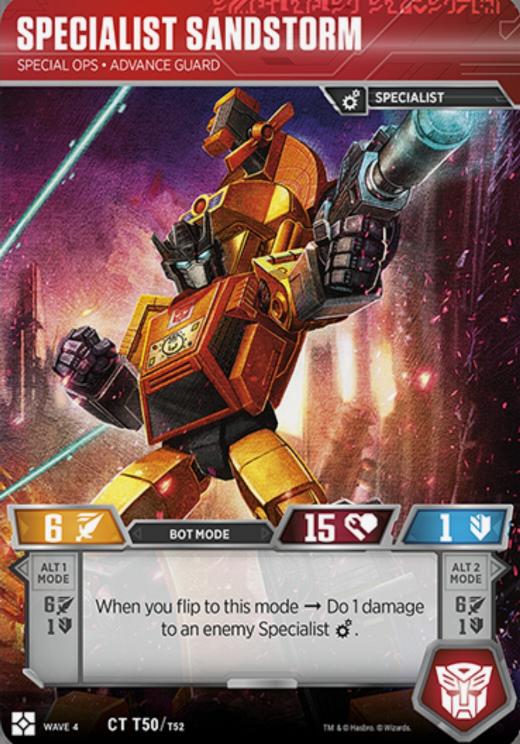 SPECIALIST SANDSTORM
SPECIAL OPS • ADVANCE GUARD
SPECIALIST
6
BOT MODE
15
1
ALT 1
MODE
6
1
When you flip to this mode → Do 1 damage
to an enemy Specialist .
ALT 2
MODE
6
1
WAVE 4
CT T50/T52
TM & © Hasbro. © Wizards.